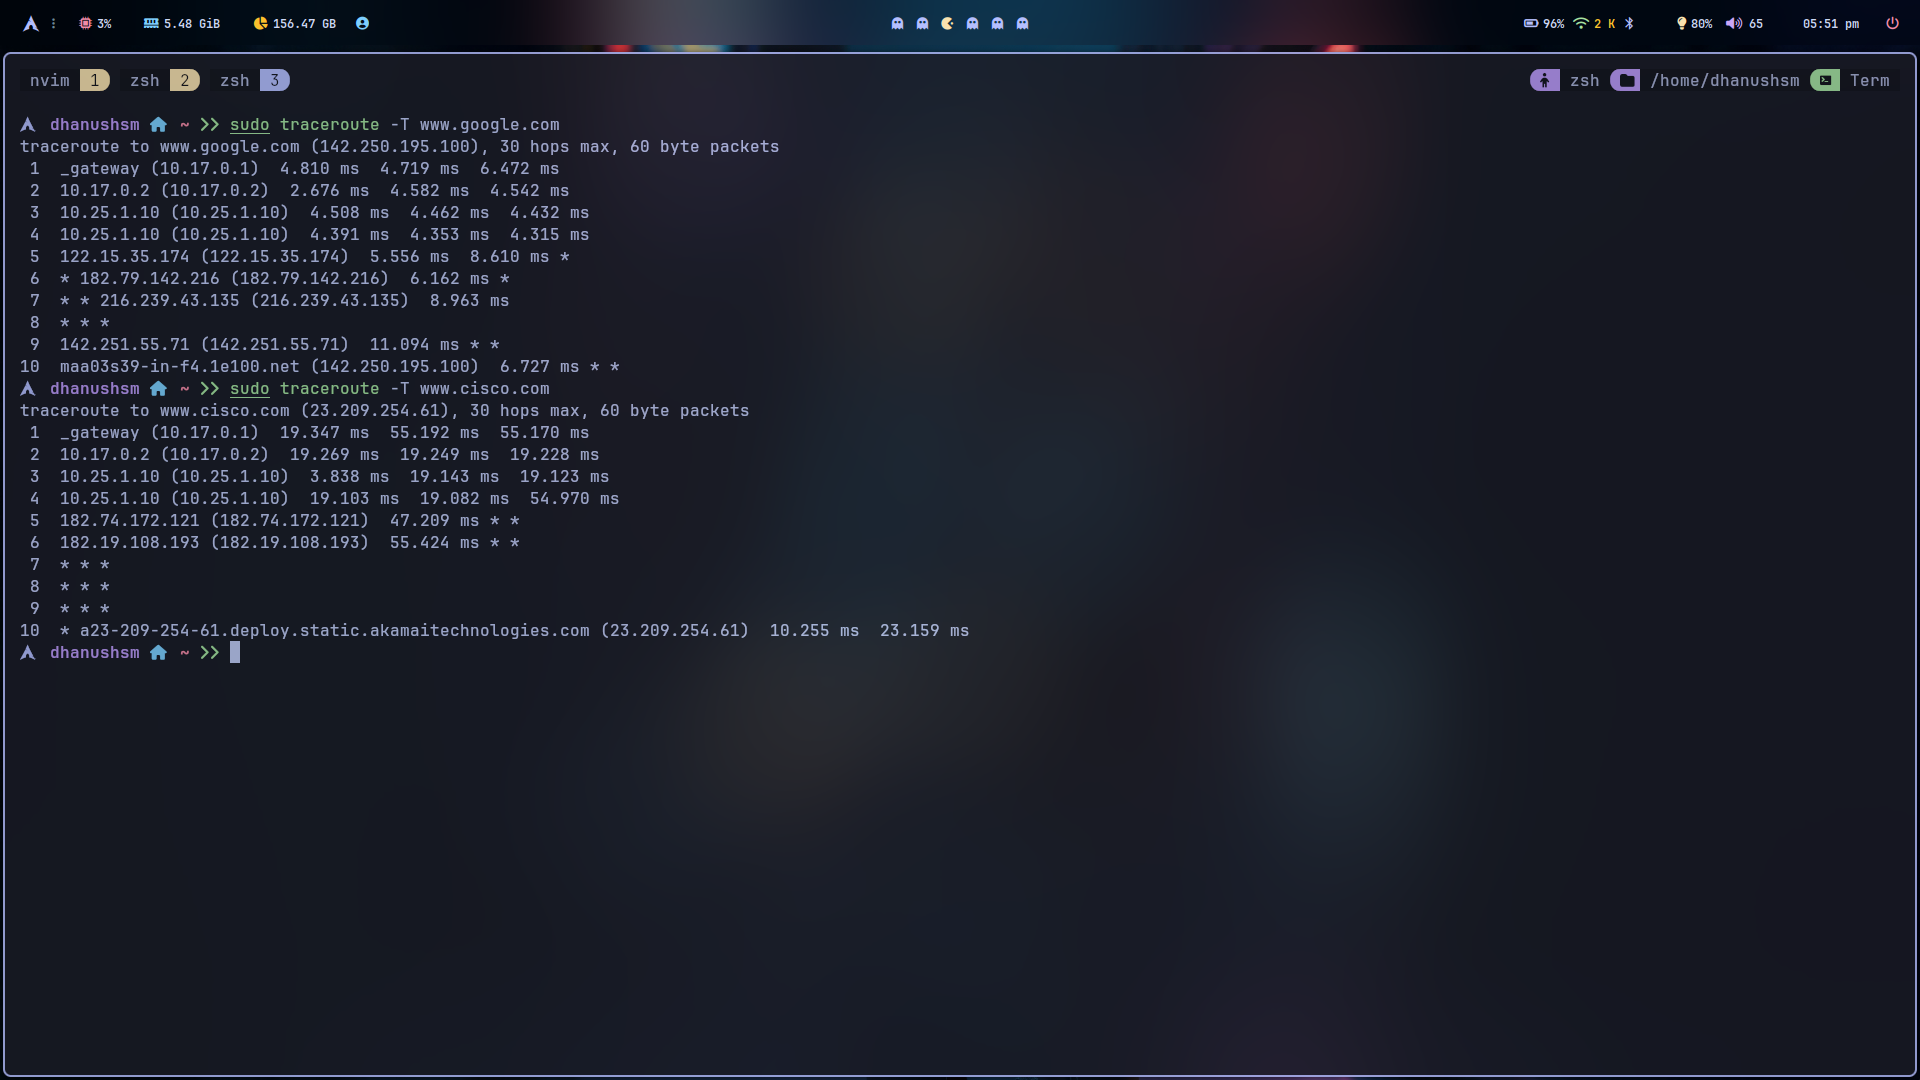 3% 5.48 GiB 156.47 GB 96% 2 K 80% 65 05:51 pm
nvim 1 zsh 2 zsh 3 zsh /home/dhanushsm Term
dhanushsm ~ >> sudo traceroute -T www.google.com
traceroute to www.google.com (142.250.195.100), 30 hops max, 60 byte packets
1 _gateway (10.17.0.1) 4.810 ms 4.719 ms 6.472 ms
2 10.17.0.2 (10.17.0.2) 2.676 ms 4.582 ms 4.542 ms
3 10.25.1.10 (10.25.1.10) 4.508 ms 4.462 ms 4.432 ms
4 10.25.1.10 (10.25.1.10) 4.391 ms 4.353 ms 4.315 ms
5 122.15.35.174 (122.15.35.174) 5.556 ms 8.610 ms *
6 * 182.79.142.216 (182.79.142.216) 6.162 ms *
7 * * 216.239.43.135 (216.239.43.135) 8.963 ms
8 * * *
9 142.251.55.71 (142.251.55.71) 11.094 ms * *
10 maa03s39-in-f4.1e100.net (142.250.195.100) 6.727 ms * *
dhanushsm ~ >> sudo traceroute -T www.cisco.com
traceroute to www.cisco.com (23.209.254.61), 30 hops max, 60 byte packets
1 _gateway (10.17.0.1) 19.347 ms 55.192 ms 55.170 ms
2 10.17.0.2 (10.17.0.2) 19.269 ms 19.249 ms 19.228 ms
3 10.25.1.10 (10.25.1.10) 3.838 ms 19.143 ms 19.123 ms
4 10.25.1.10 (10.25.1.10) 19.103 ms 19.082 ms 54.970 ms
5 182.74.172.121 (182.74.172.121) 47.209 ms * *
6 182.19.108.193 (182.19.108.193) 55.424 ms * *
7 * * *
8 * * *
9 * * *
10 * a23-209-254-61.deploy.static.akamaitechnologies.com (23.209.254.61) 10.255 ms 23.159 ms
dhanushsm ~ >>